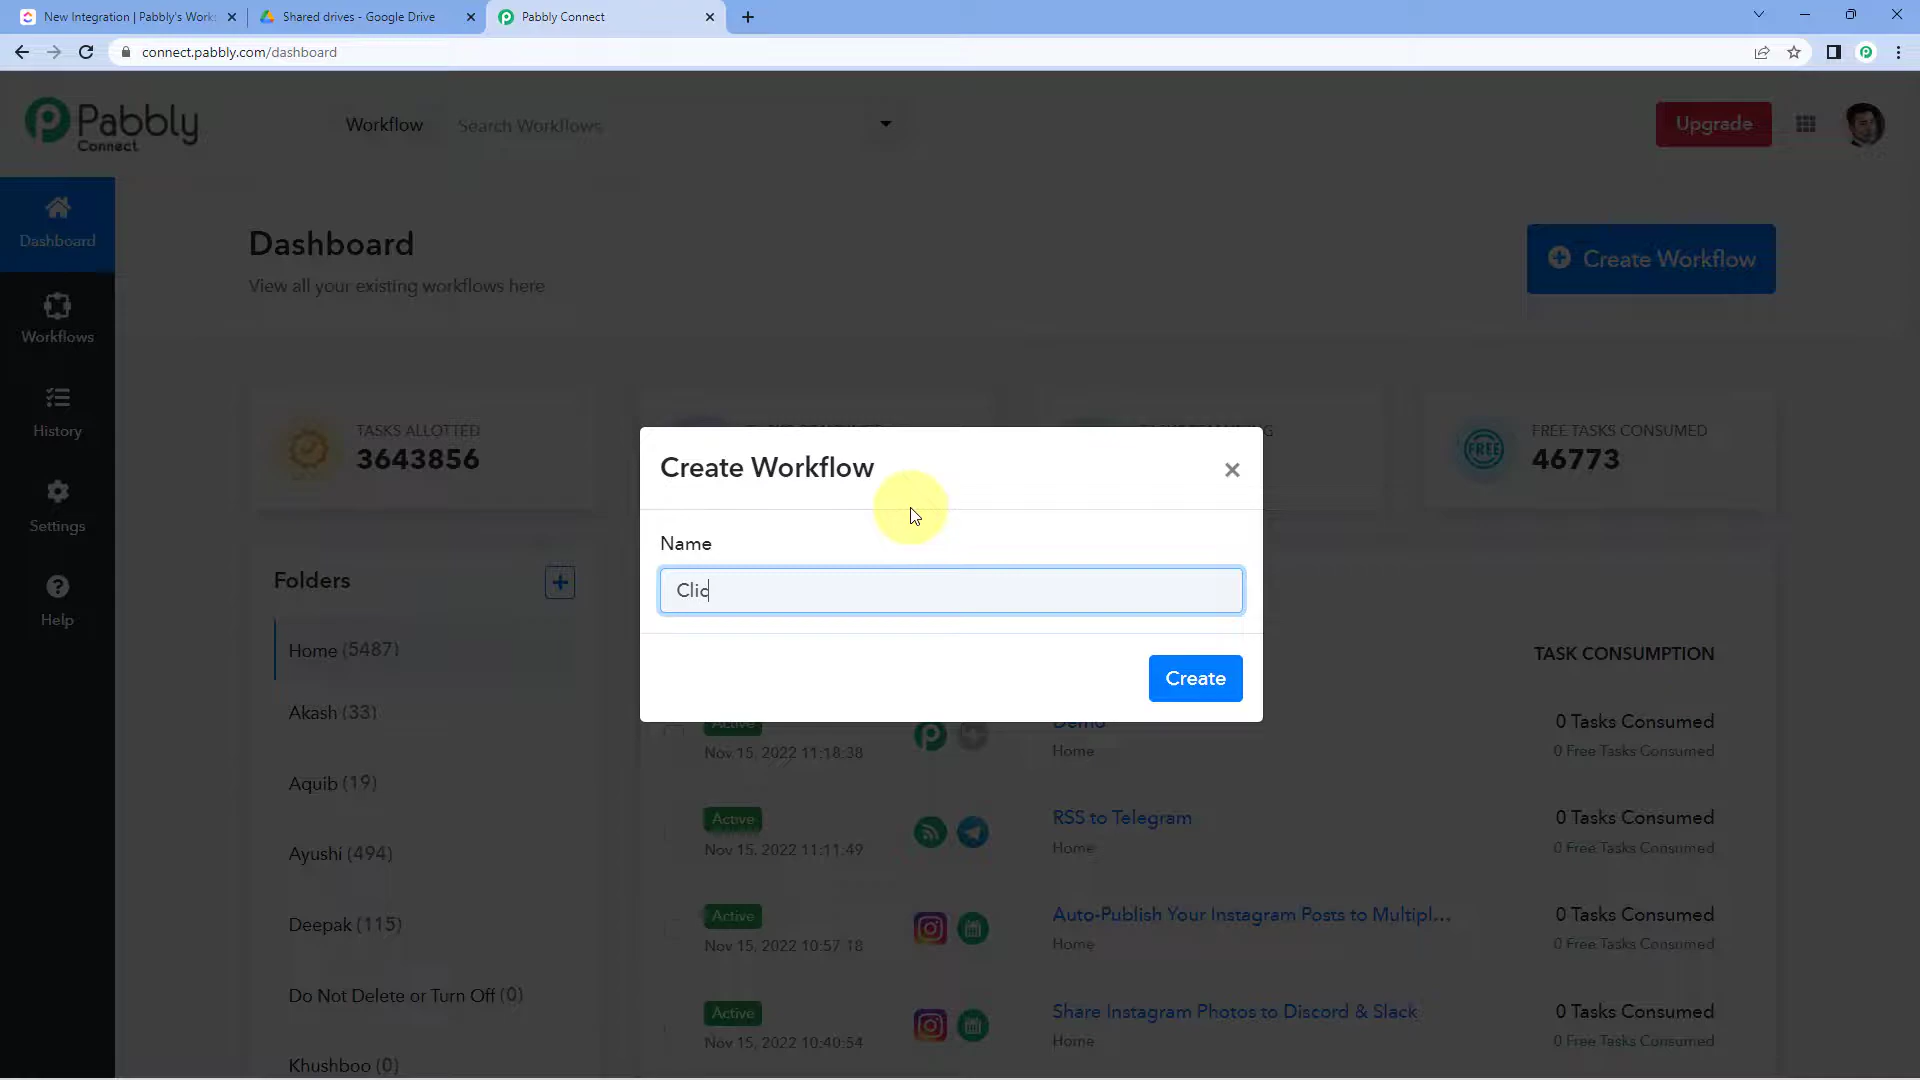 New Integration | Pabbly's Work
Shared drives - Google Drive
Pabbly Connect
connect.pabbly.com/dashboard
Pabbly
Connect
Workflow
Search Workflows
Upgrade
Dashboard
Workflows
History
Settings
Help
Dashboard
View all your existing workflows here
Create Workflow
TASKS ALLOTTED
3643856
FREE TASKS CONSUMED
46773
FREE
Create Workflow
Name
Clic
Create
Folders
Home (5487)
Akash (33)
Aquib (19)
Ayushi (494)
Deepak (115)
Do Not Delete or Turn Off (0)
Khushboo (0)
TASK CONSUMPTION
Active
Nov 15, 2022 11:18:38
Demo
Home
0 Tasks Consumed
0 Free Tasks Consumed
Active
Nov 15, 2022 11:11:49
RSS to Telegram
Home
0 Tasks Consumed
0 Free Tasks Consumed
Active
Nov 15, 2022 10:57:18
Auto-Publish Your Instagram Posts to Multipl...
Home
0 Tasks Consumed
0 Free Tasks Consumed
Active
Nov 15, 2022 10:40:54
Share Instagram Photos to Discord & Slack
Home
0 Tasks Consumed
0 Free Tasks Consumed